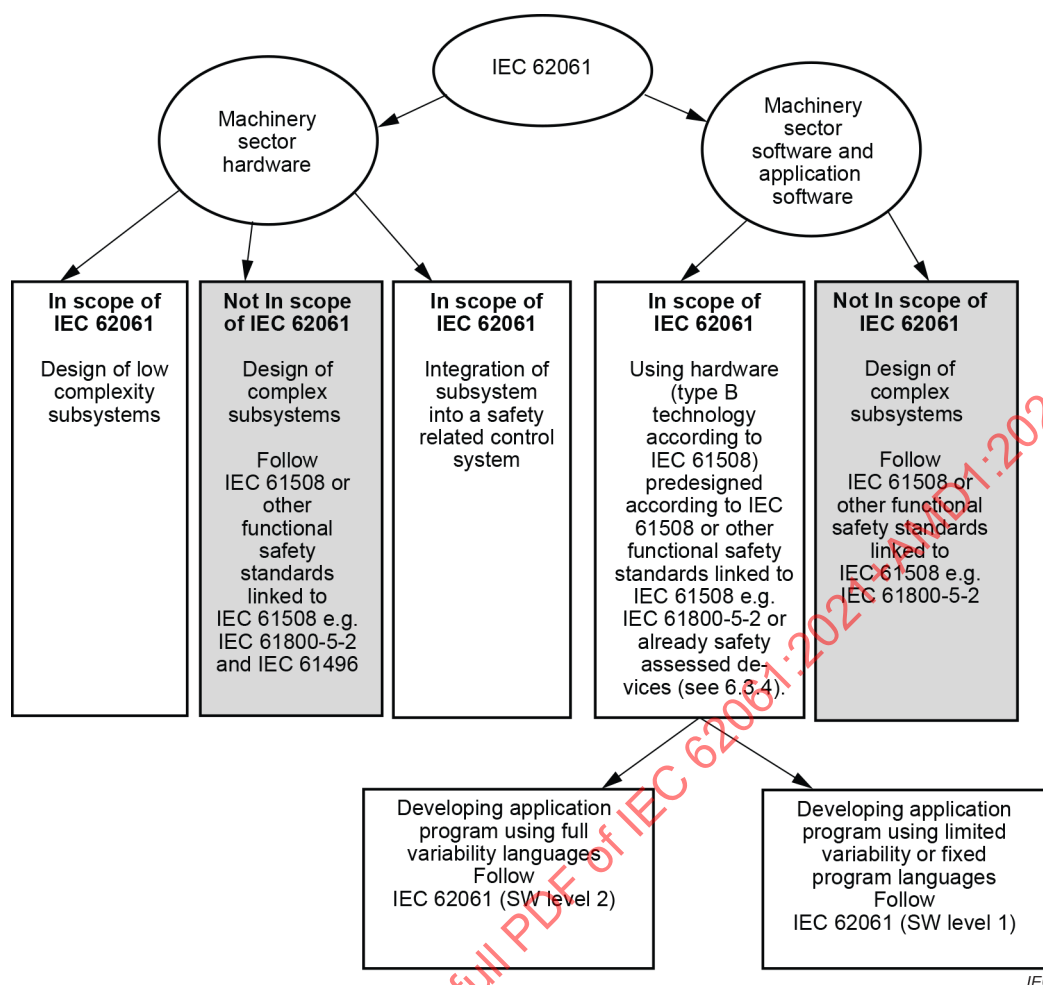 IEC 62061
Machinery
sector
hardware
Machinery
sector
software and
application
software
In scope of
IEC 62061
Design of low
complexity
subsystems
Not In scope
of IEC 62061
Design of
complex
subsystems
Follow
IEC 61508 or
other
functional
safety
standards
linked to
IEC 61508 e.g.
IEC 61800-5-2
and IEC 61496
In scope of
IEC 62061
Integration of
subsystem
into a safety
related control
system
In scope of
IEC 62061
Using hardware
(type B
technology
according to
IEC 61508)
predesigned
according to IEC
61508 or other
functional safety
standards linked to
IEC 61508 e.g.
IEC 61800-5-2 or
already safety
assessed de-
vices (see 6.3.4).
Not In scope of
IEC 62061
Design of
complex
subsystems
Follow
IEC 61508 or
other functional
safety standards
linked to
IEC 61508 e.g.
IEC 61800-5-2
Developing application
program using full
variability languages
Follow
IEC 62061 (SW level 2)
Developing application
program using limited
variability or fixed
program languages
Follow
IEC 62061 (SW level 1)
full PDF of IEC 62061:2021+AMD1:202
IEC